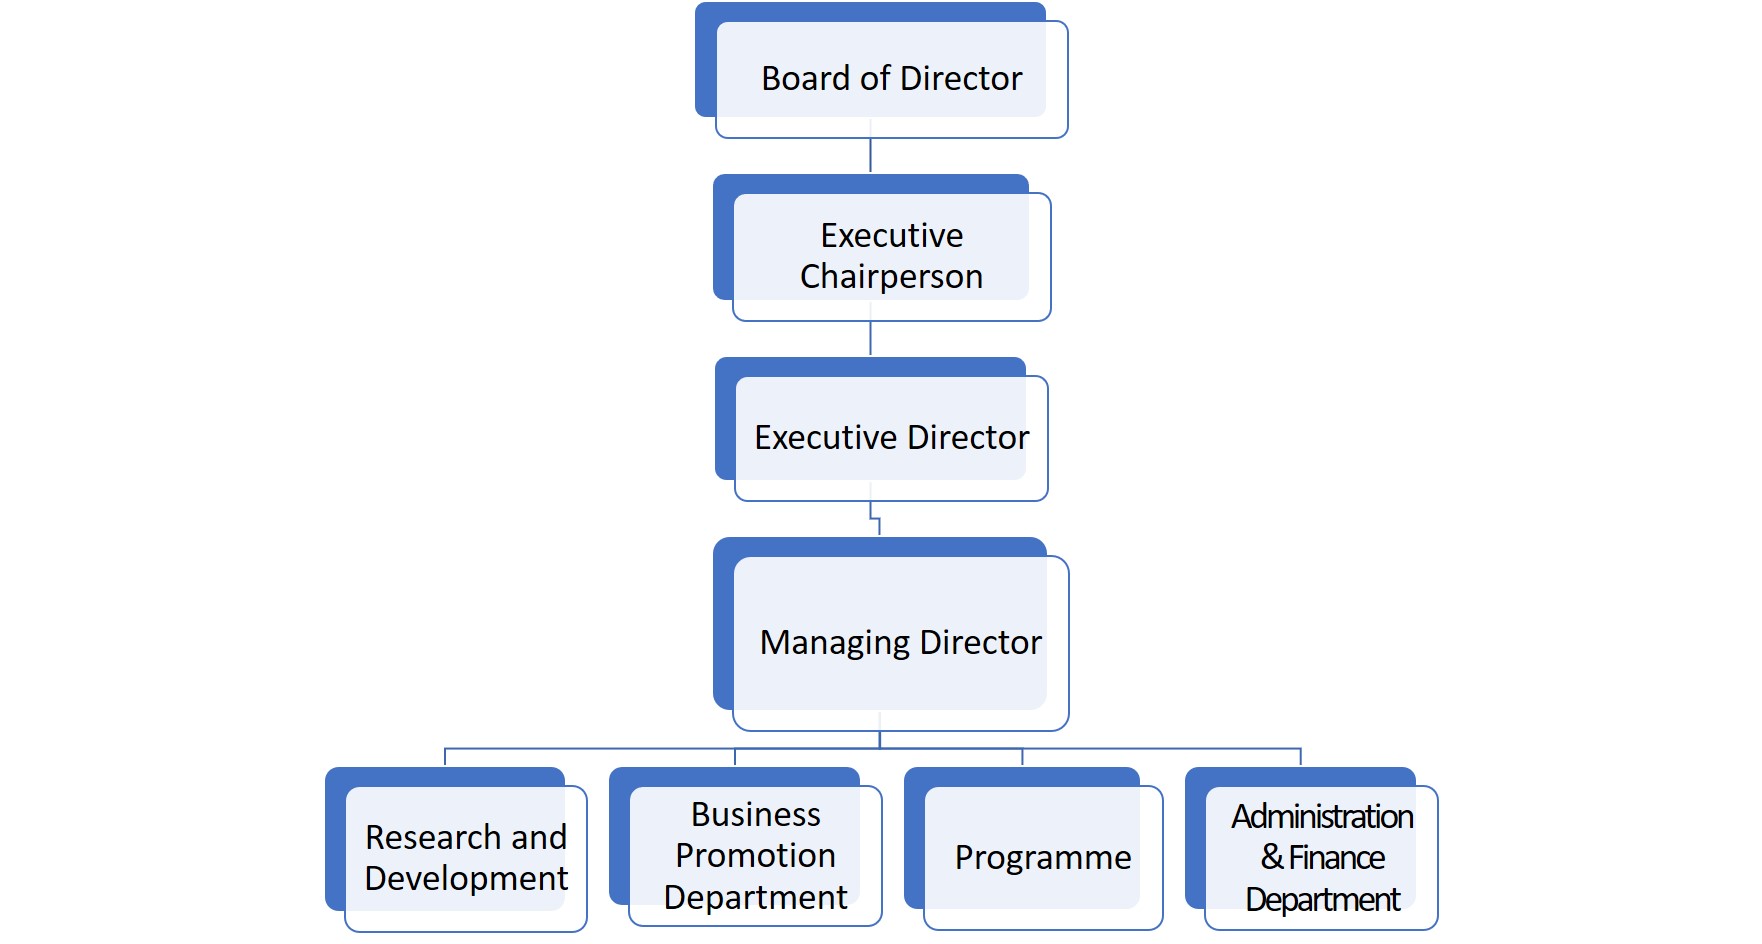 Board of Director
Executive
Chairperson
Executive Director
Managing Director
Research and
Development
Business
Promotion
Department
Programme
Administration
& Finance
Department